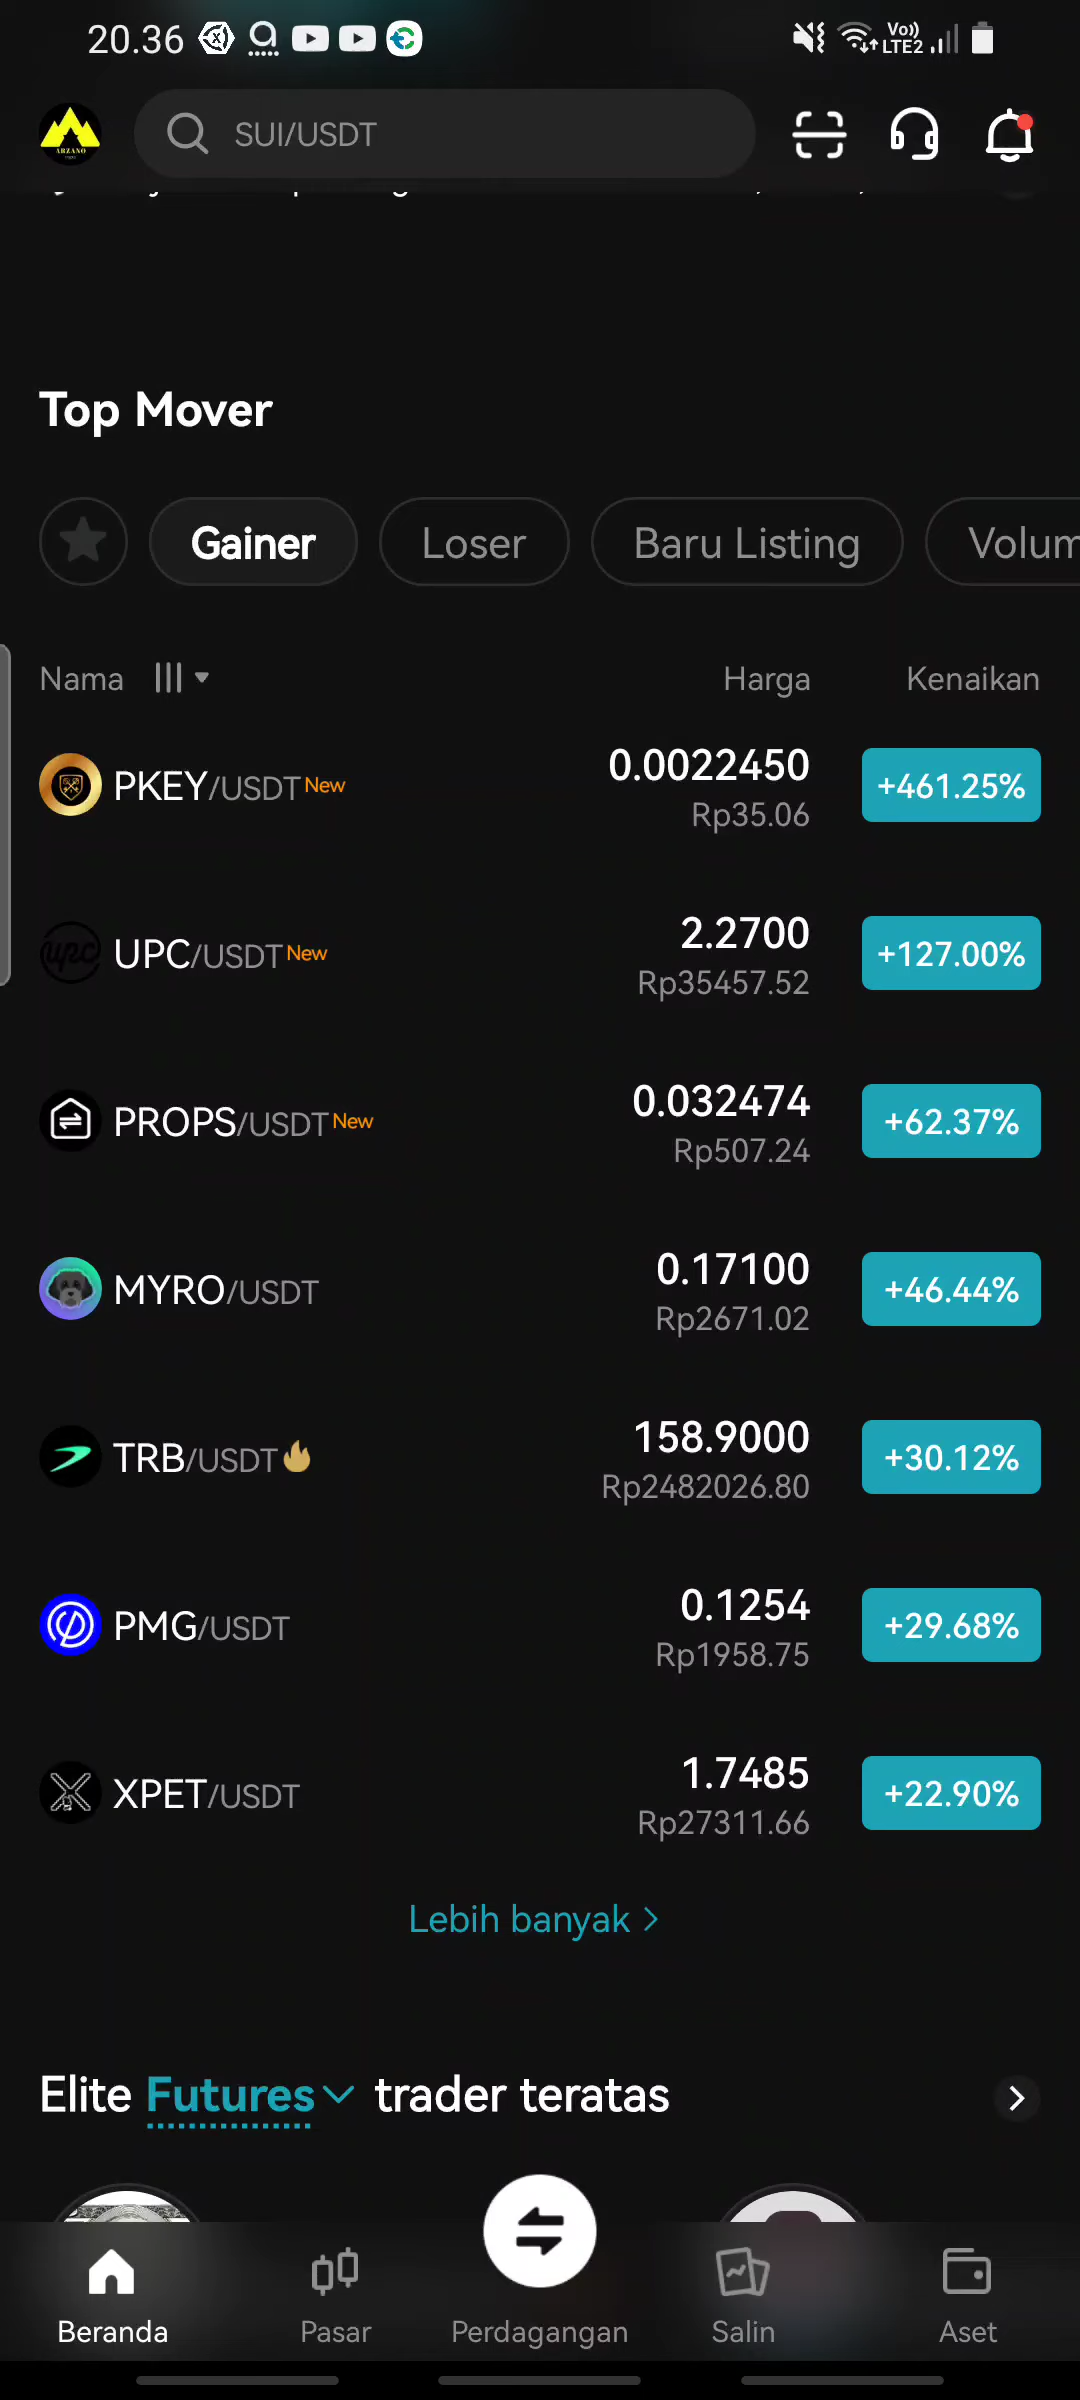 20.36
Vo))
LTE2
ARZANO
SUI/USDT
Top Mover
Gainer
Loser
Baru Listing
Volum
Nama
Harga
Kenaikan
PKEY/USDT New
0.0022450
Rp35.06
+461.25%
upc
UPC/USDT New
2.2700
Rp35457.52
+127.00%
PROPS/USDT New
0.032474
Rp507.24
+62.37%
MYRO/USDT
0.17100
Rp2671.02
+46.44%
TRB/USDT
158.9000
Rp2482026.80
+30.12%
PMG/USDT
0.1254
Rp1958.75
+29.68%
XPET/USDT
1.7485
Rp27311.66
+22.90%
Lebih banyak >
Elite Futures trader teratas
Beranda
Pasar
Perdagangan
Salin
Aset